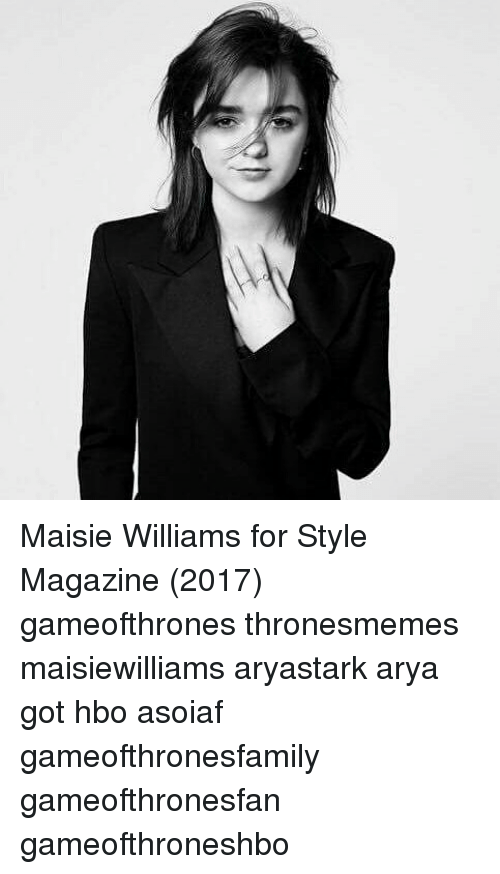 Maisie Williams for Style
Magazine (2017)
gameofthrones thronesmemes
maisiewilliams aryastark arya
got hbo asoiaf
gameofthronesfamily
gameofthronesfan
gameofthroneshbo